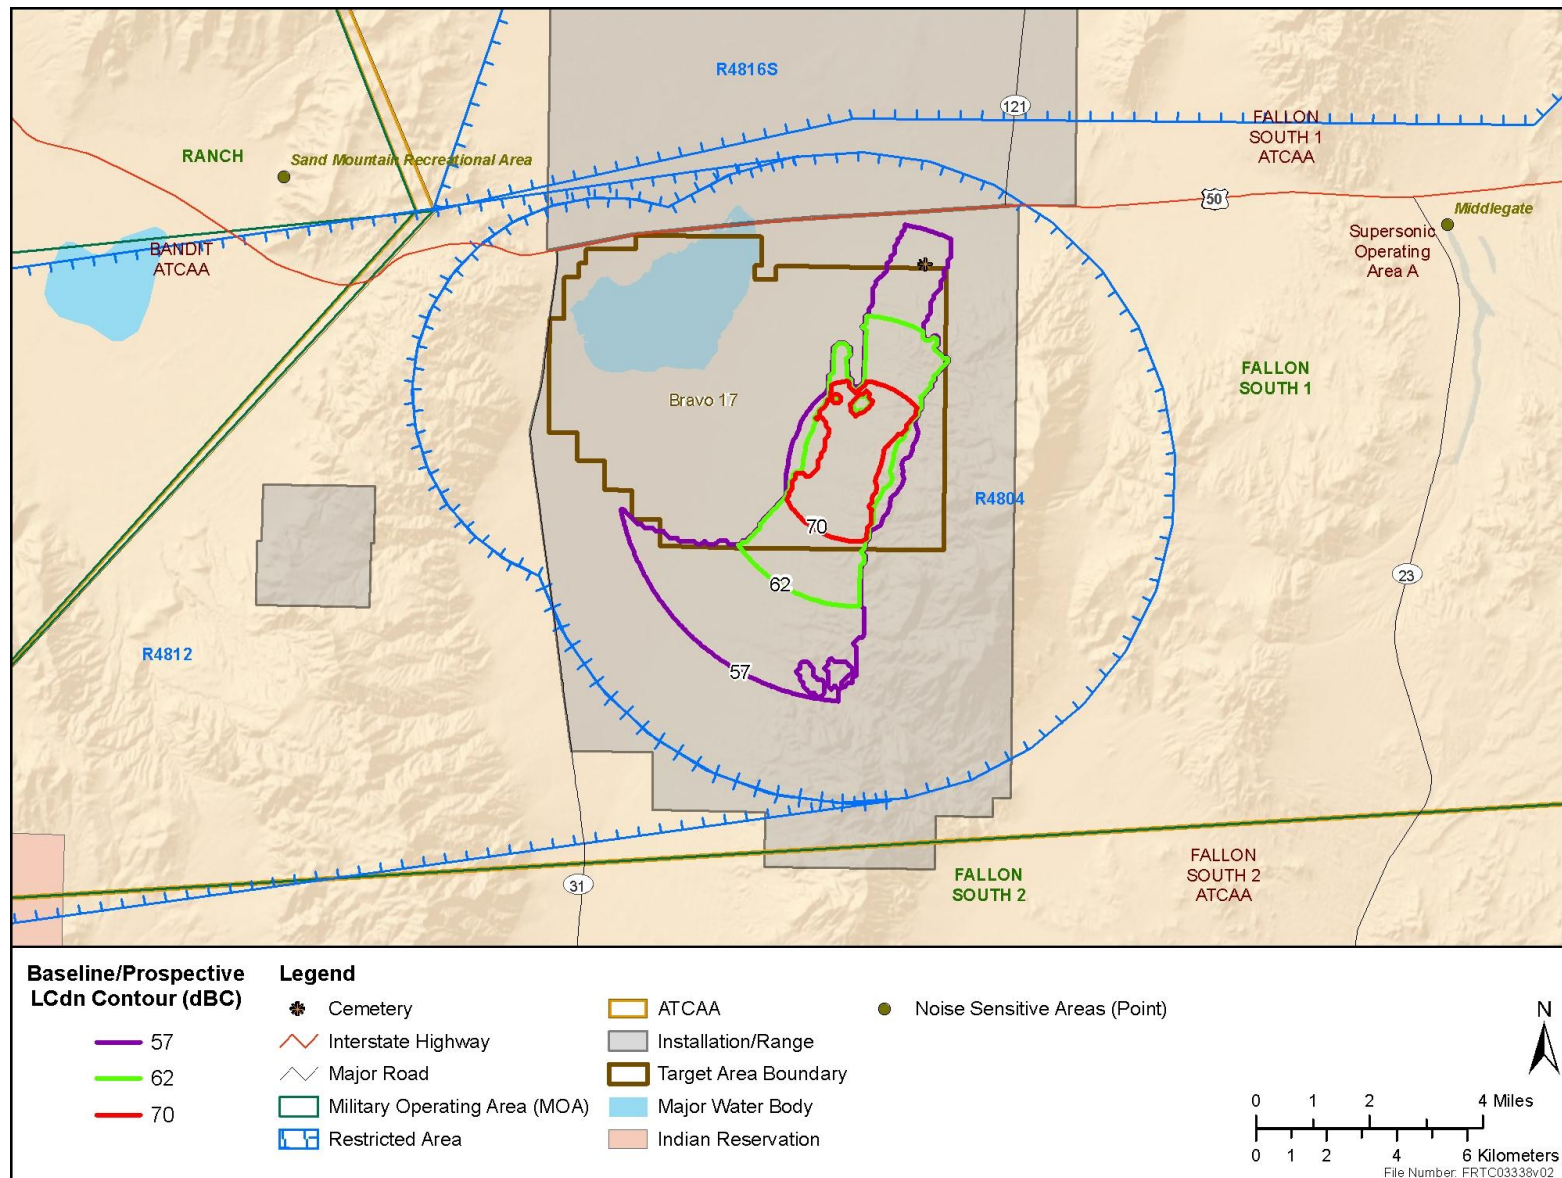 R4816S
121
FALLON
SOUTH 1
ATCAA
RANCH
Sand Mountain Recreational Area
50
Middlegate
BANDIT
ATCAA
Supersonic
Operating
Area A
FALLON
SOUTH 1
Bravo 17
R4804
70
62
23
R4812
57
FALLON
SOUTH 2
ATCAA
FALLON
SOUTH 2
31
Baseline/Prospective
LCdn Contour (dBC)
57
62
70
Legend
Cemetery
Interstate Highway
Major Road
Military Operating Area (MOA)
Restricted Area
ATCAA
Installation/Range
Target Area Boundary
Major Water Body
Indian Reservation
Noise Sensitive Areas (Point)
N
0 1 2 4 Miles
0 1 2 4 6 Kilometers
File Number: FRTC03338v02